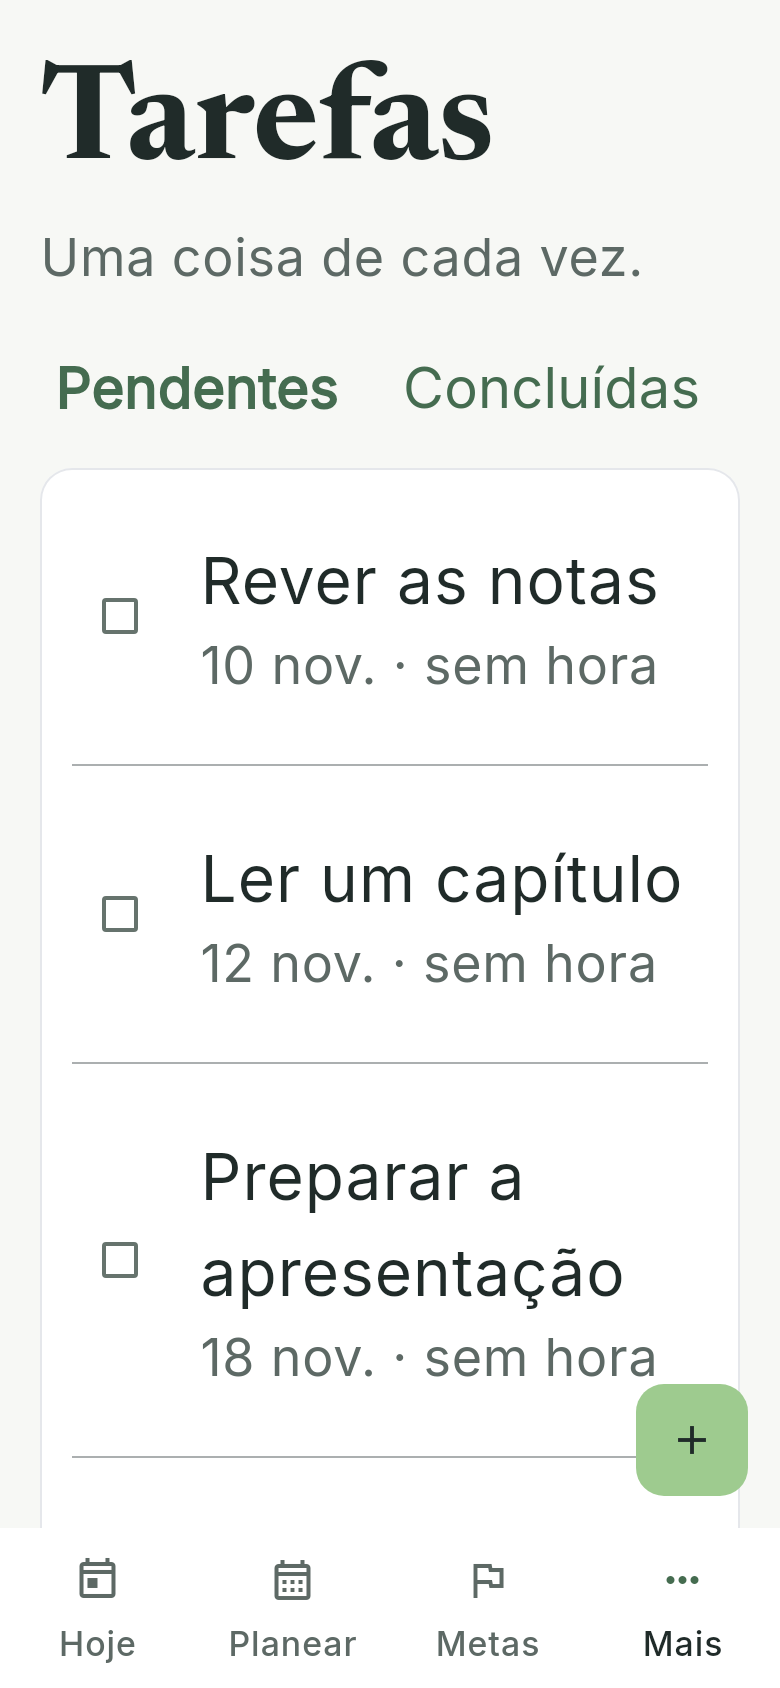 Tarefas
Uma coisa de cada vez.
Pendentes Concluídas
Rever as notas
10 nov. · sem hora
Ler um capítulo
12 nov. · sem hora
Preparar a
apresentação
18 nov. · sem hora
+
Hoje Planear Metas Mais